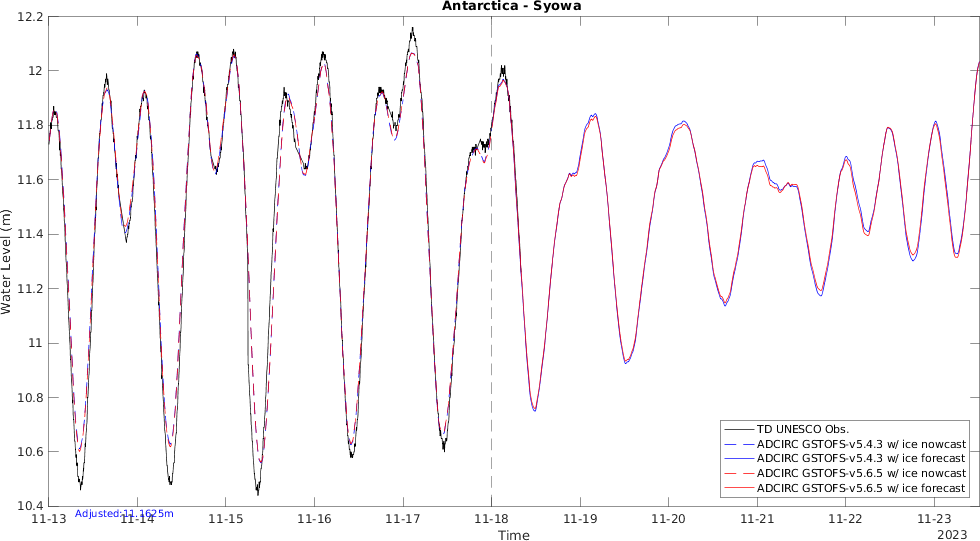 Antarctica - Syowa
12.2
12
11.8
11.6
11.4
11.2
11
10.8
10.6
10.4
Water Level (m)
TD UNESCO Obs.
ADCIRC GSTOFS-v5.4.3 w/ ice nowcast
ADCIRC GSTOFS-v5.4.3 w/ ice forecast
ADCIRC GSTOFS-v5.6.5 w/ ice nowcast
ADCIRC GSTOFS-v5.6.5 w/ ice forecast
Adjusted:11.1625m
11-13 11-14 11-15 11-16 11-17 11-18 11-19 11-20 11-21 11-22 11-23
Time
2023